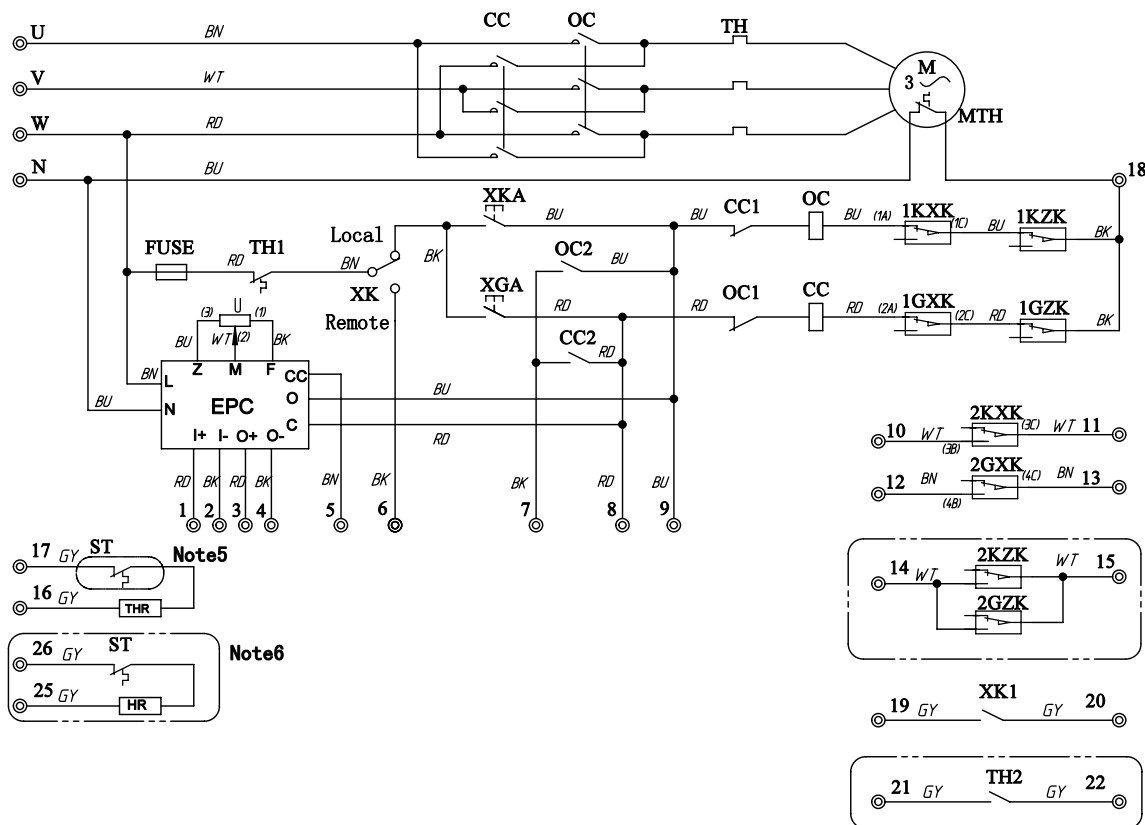 CC OC TH
U BN
V WT
W RD
N BU
M
3
MTH
18
XKA
BU BU
CC1 OC
BU (1A)
1KXK
(1C) BU
1KZK
BK
Local
FUSE RD TH1 BN
XK
Remote
BK
OC2 BU
XGA RD RD
OC1 CC
RD (2A)
1GXK
(2C) RD
1GZK
BK
CC2 RD
U
(3) (1)
BU WT (2) BK
Z M F CC
BN L O BU
BU N EPC C RD
I+ I- O+ O-
RD BK RD BK BN BK BK RD BU
1 2 3 4 5 6 7 8 9
10 WT (3B) 2KXK (3C) WT 11
12 BN (4B) 2GXK (4C) BN 13
17 GY ST Note5
16 GY THR
14 WT 2KZK WT 15
2GZK
26 GY ST Note6
25 GY HR
19 GY XK1 GY 20
21 GY TH2 GY 22